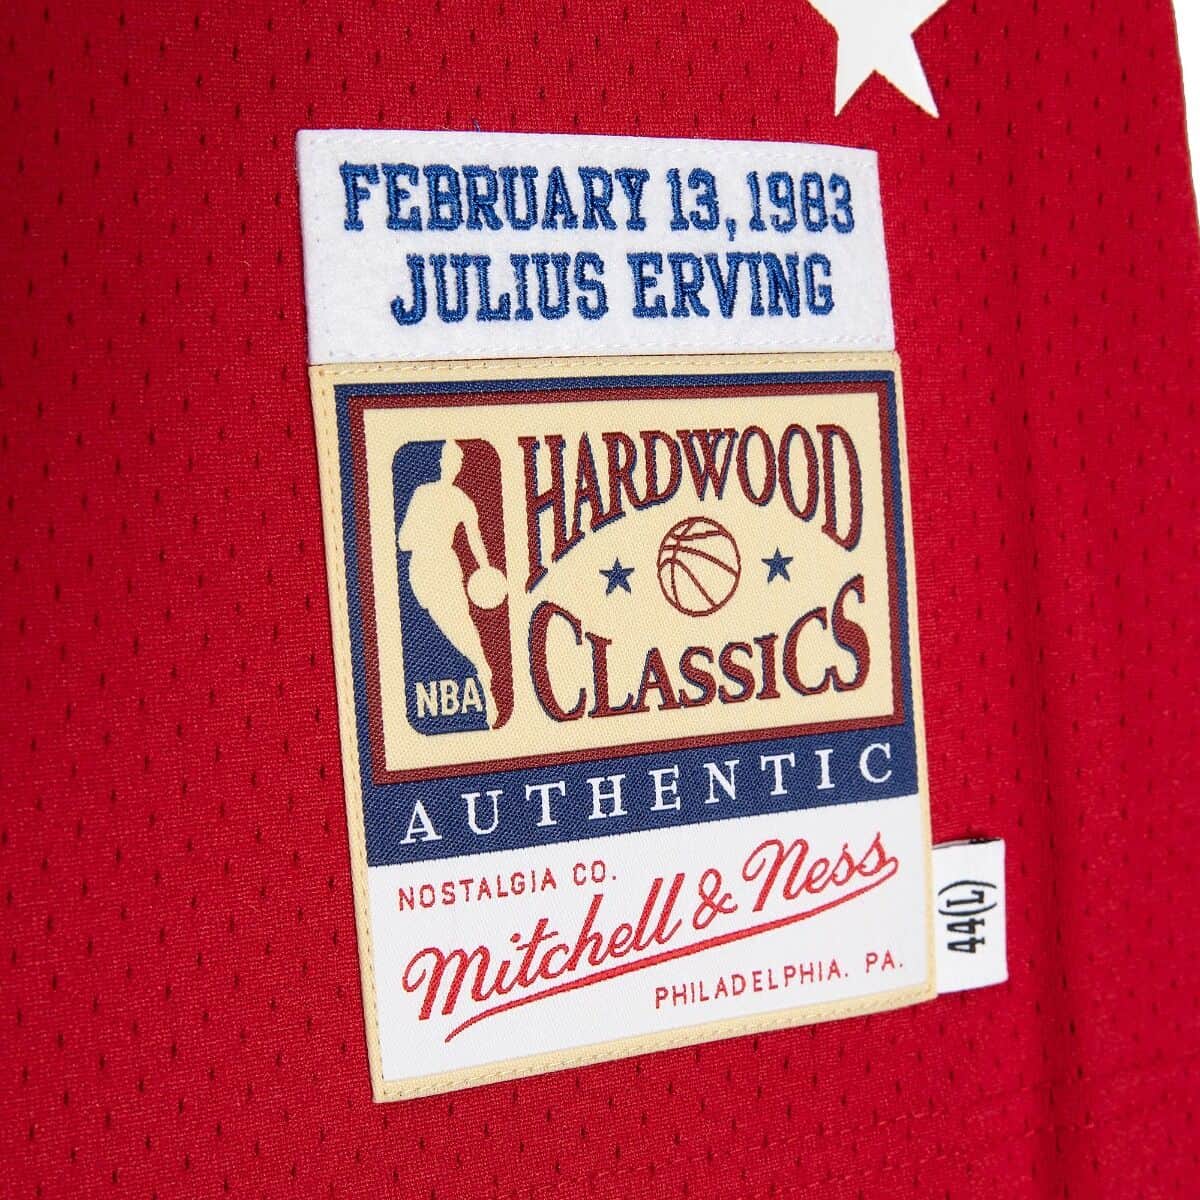 FEBRUARY 13, 1983
JULIUS ERVING
HARDWOOD
CLASSICS
NBA
AUTHENTIC
NOSTALGIA CO.
Mitchell & Ness
PHILADELPHIA. PA.
44(L)